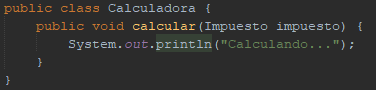 public class Calculadora {
    public void calcular(Impuesto impuesto) {
        System.out.println("Calculando...");
    }
}